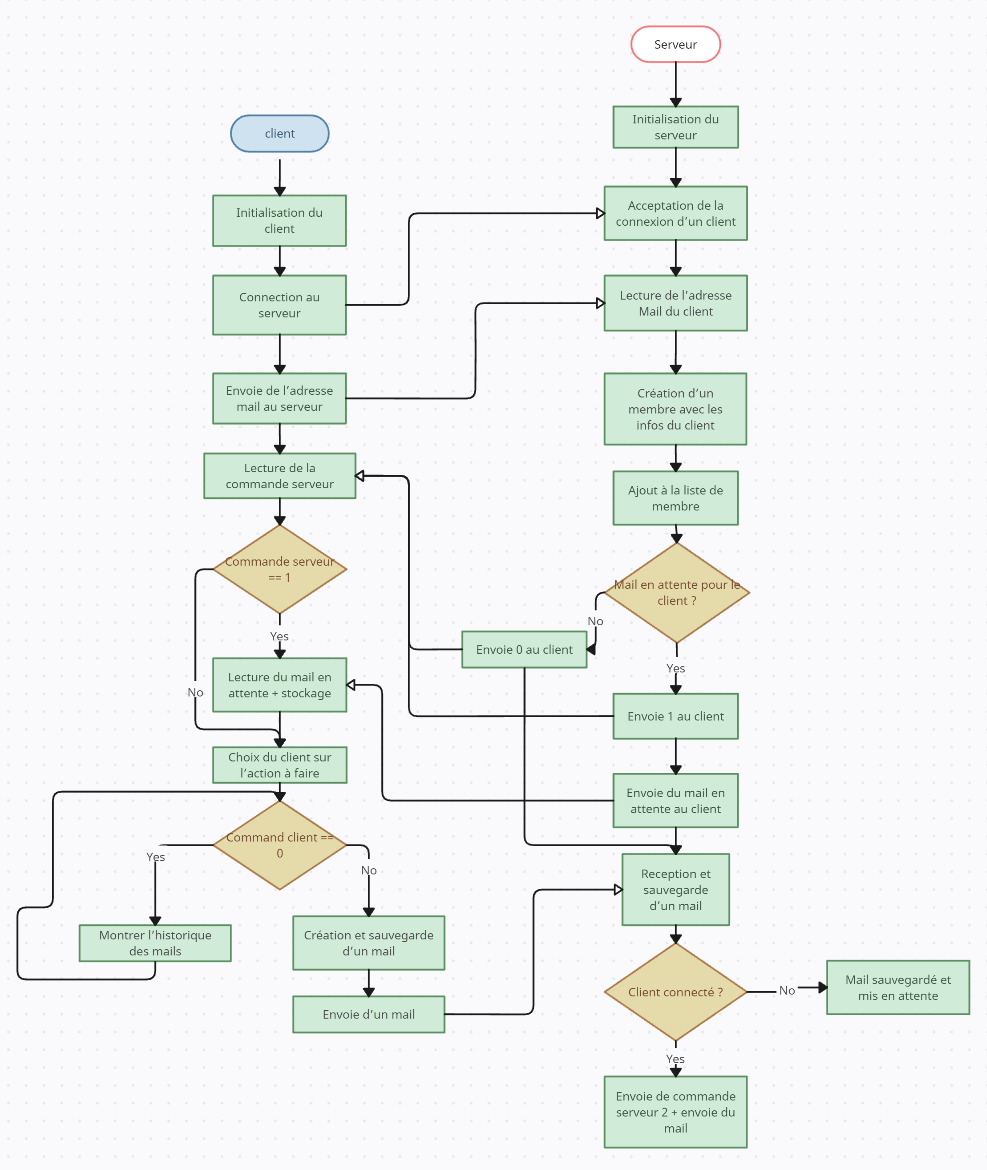 Serveur
Initialisation du
serveur
client
Acceptation de la
connexion d’un client
Initialisation du
client
Connection au
serveur
Lecture de l'adresse
Mail du client
Envoie de l’adresse
mail au serveur
Création d’un
membre avec les
infos du client
Lecture de la
commande serveur
Ajout à la liste de
membre
Commande serveur
== 1
Mail en attente pour le
client ?
No
Yes
Envoie 0 au client
Yes
Lecture du mail en
attente + stockage
No
Envoie 1 au client
Choix du client sur
l’action à faire
Envoie du mail en
attente au client
Command client ==
0
Yes
No
Reception et
sauvegarde
d’un mail
Montrer l’historique
des mails
Création et sauvegarde
d’un mail
Client connecté ?
No
Mail sauvegardé et
mis en attente
Envoie d'un mail
Yes
Envoie de commande
serveur 2 + envoie du
mail